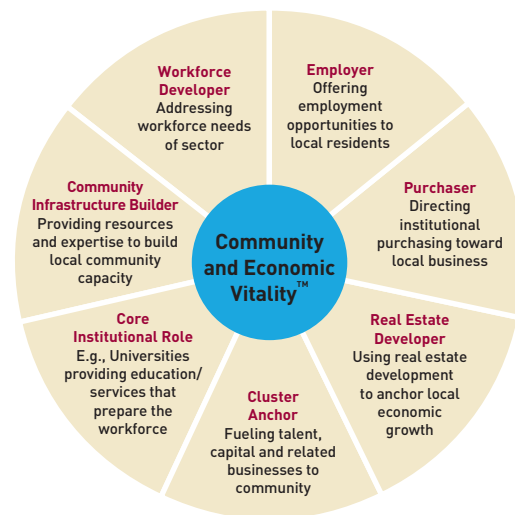 Workforce
Developer
Addressing
workforce needs
of sector
Employer
Offering
employment
opportunities to
local residents
Community
Infrastructure Builder
Providing resources
and expertise to build
local community
capacity
Purchaser
Directing
institutional
purchasing toward
local business
Community
and Economic
Vitality™
Core
Institutional Role
E.g., Universities
providing education/
services that
prepare the
workforce
Real Estate
Developer
Using real estate
development
to anchor local
economic
growth
Cluster
Anchor
Fueling talent,
capital and related
businesses to
community